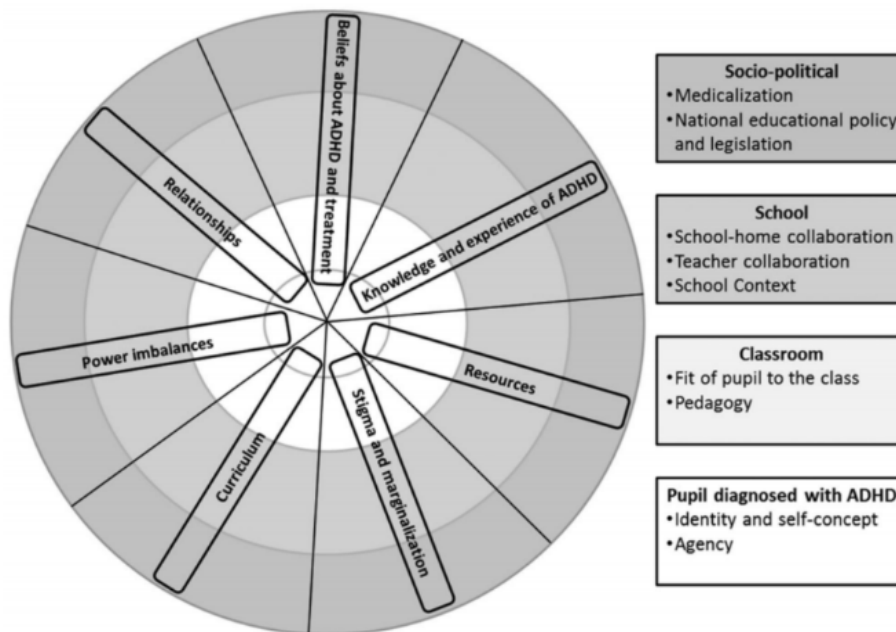 Beliefs about ADHD and treatment
Knowledge and experience of ADHD
Resources
Stigma and marginalization
Curriculum
Power imbalances
Relationships
Socio-political
•Medicalization
•National educational policy
and legislation
School
•School-home collaboration
•Teacher collaboration
•School Context
Classroom
•Fit of pupil to the class
•Pedagogy
Pupil diagnosed with ADHD
•Identity and self-concept
•Agency